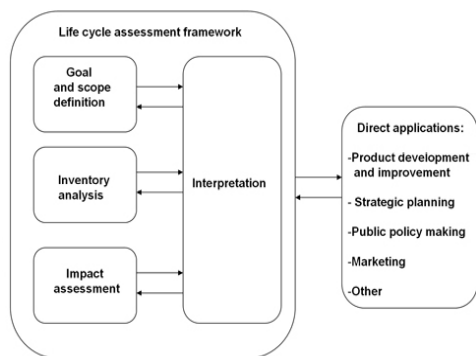 Life cycle assessment framework
Goal
and scope
definition
Inventory
analysis
Impact
assessment
Interpretation
Direct applications:
-Product development
and improvement
- Strategic planning
-Public policy making
-Marketing
-Other